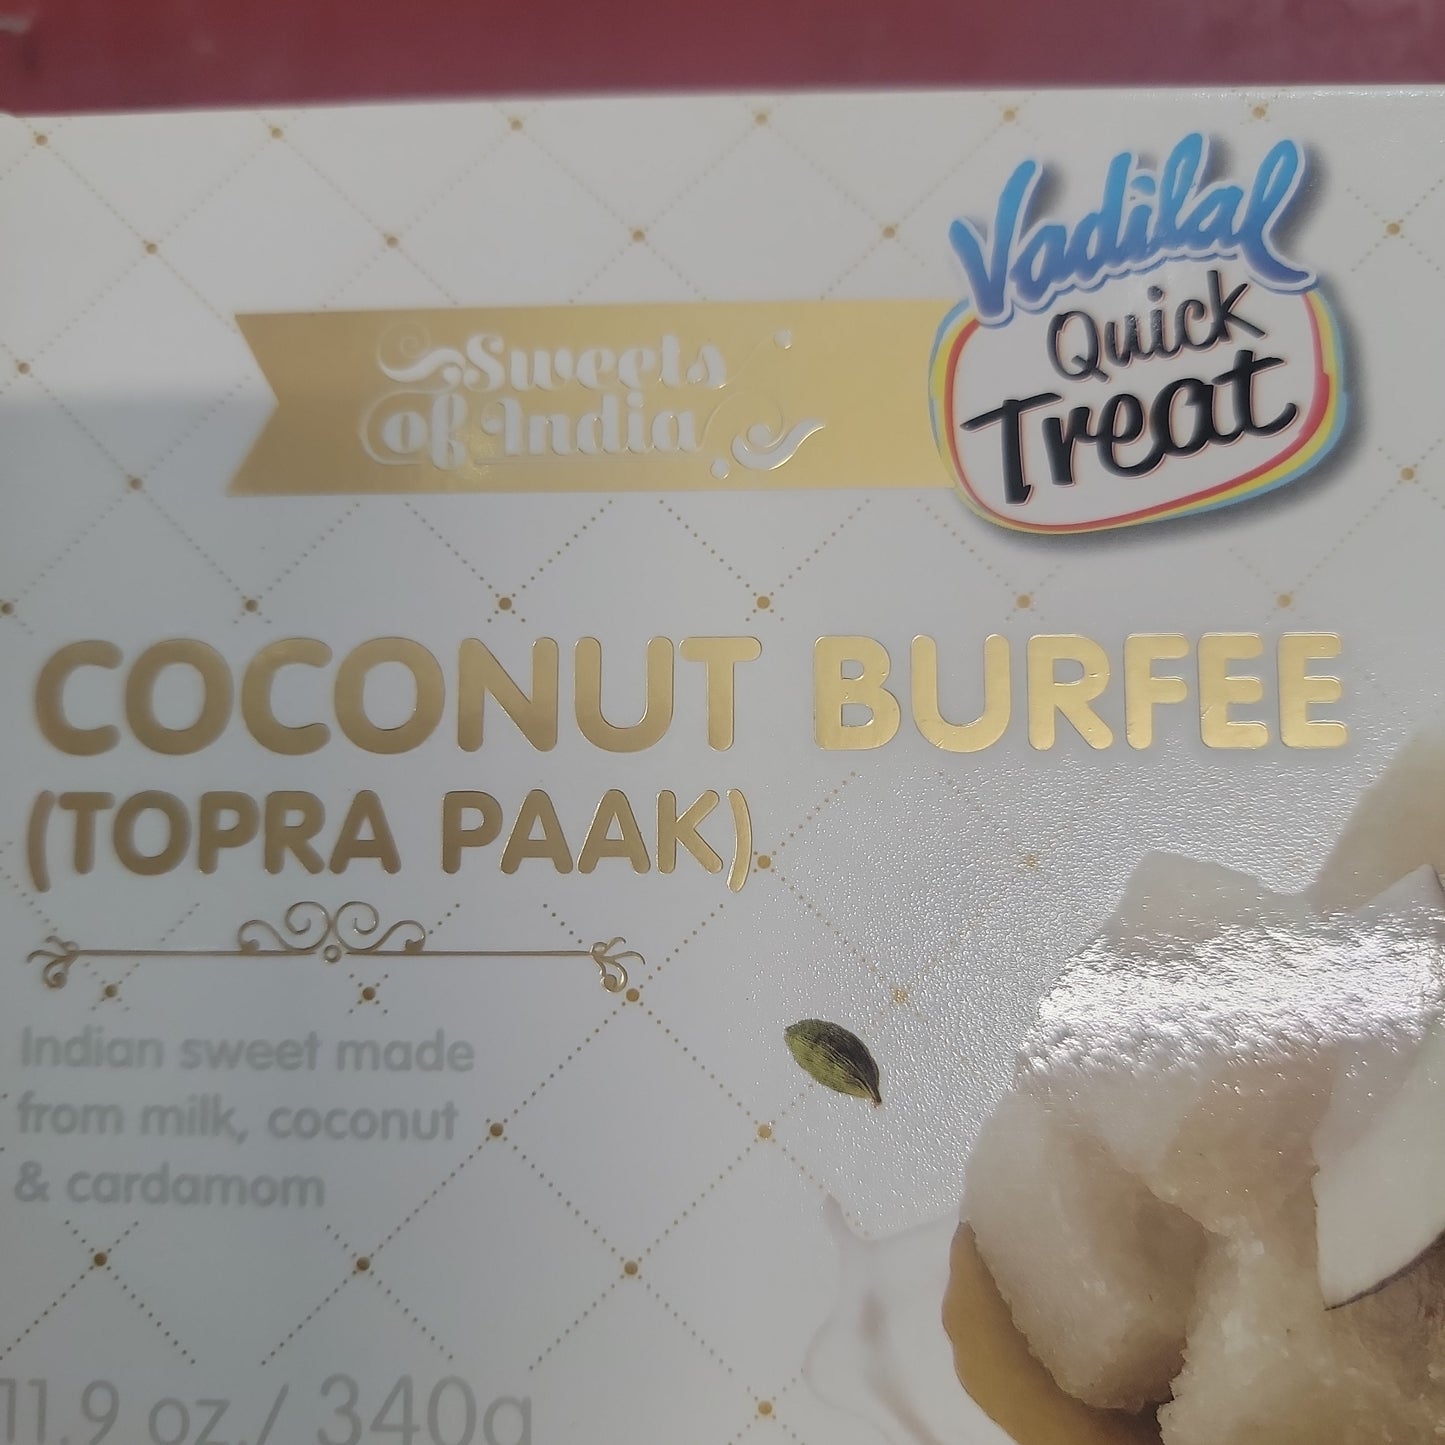 Vadilal
Quick
Treat
Sweets
of India
COCONUT BURFEE
(TOPRA PAAK)
Indian sweet made
from milk, coconut
& cardamom
11.9 oz./ 340g